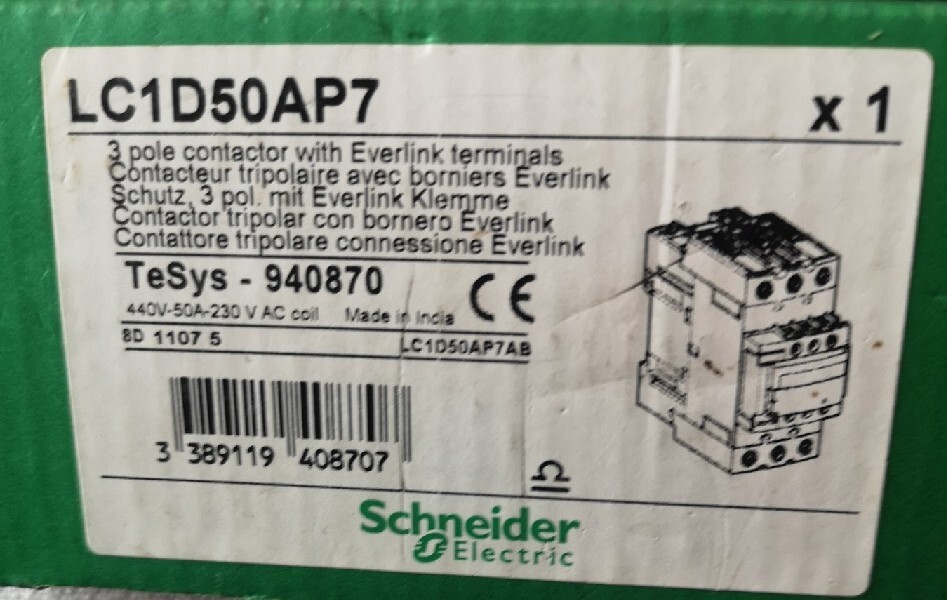 LC1D50AP7 x 1
3 pole contactor with Everlink terminals
Contacteur tripolaire avec borniers Everlink
Schutz, 3 pol. mit Everlink Klemme
Contactor tripolar con bornero Everlink
Contattore tripolare connessione Everlink
TeSys - 940870 CE
440V-50A-230 V AC coil Made in India
8D 1107 5 LC1D50AP7AB
3 389119 408707
Schneider
Electric